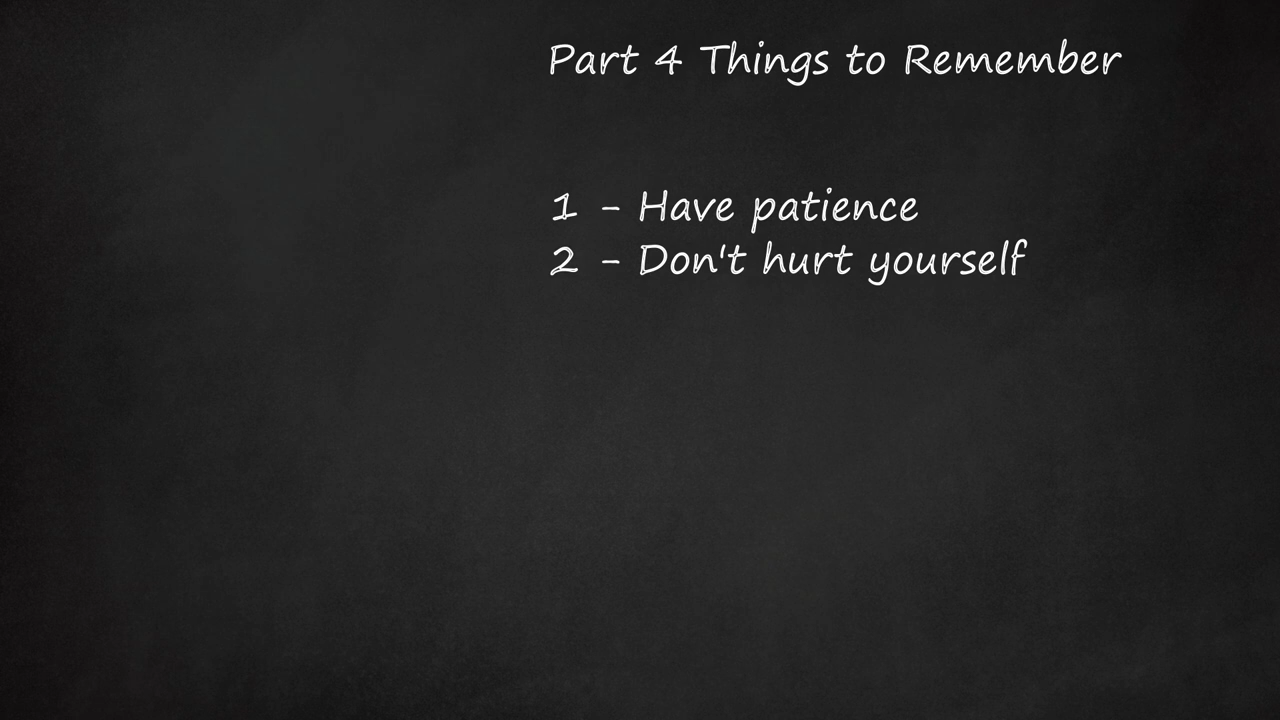 Part 4 Things to Remember
1 - Have patience
2 - Don't hurt yourself